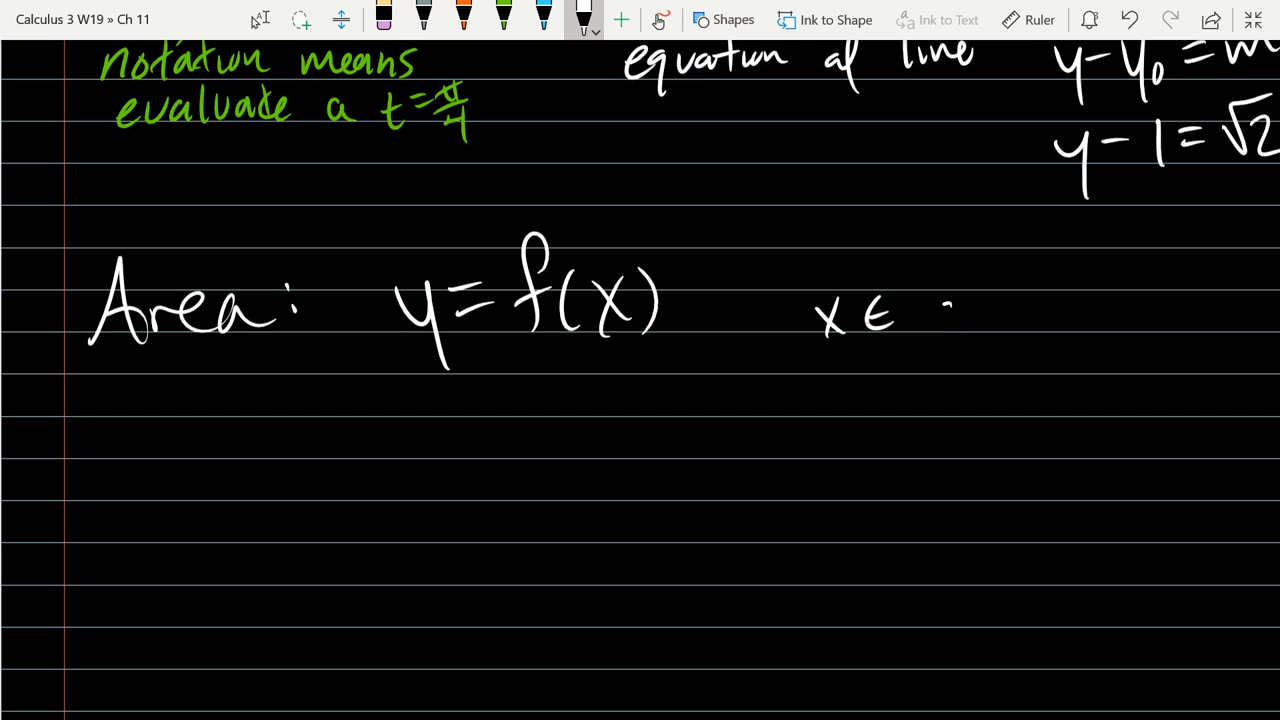 Calculus 3 W19 » Ch 11
Shapes
Ink to Shape
Ink to Text
Ruler
notation means
evaluate a t=π/4
equation of line
y-y₀=m
y-1=√2
Area: y=f(x) x∈